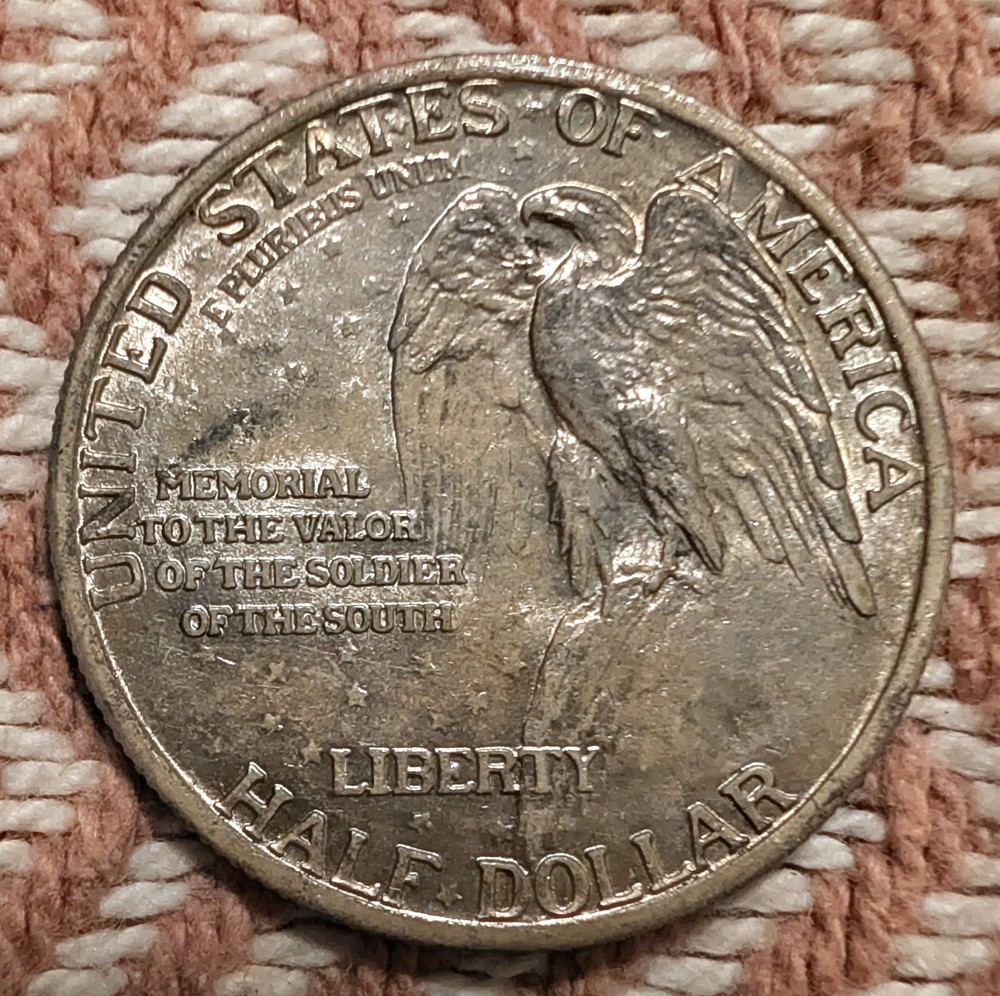 UNITED STATES OF AMERICA
E PLURIBUS UNUM
MEMORIAL
TO THE VALOR
OF THE SOLDIER
OF THE SOUTH
LIBERTY
HALF DOLLAR